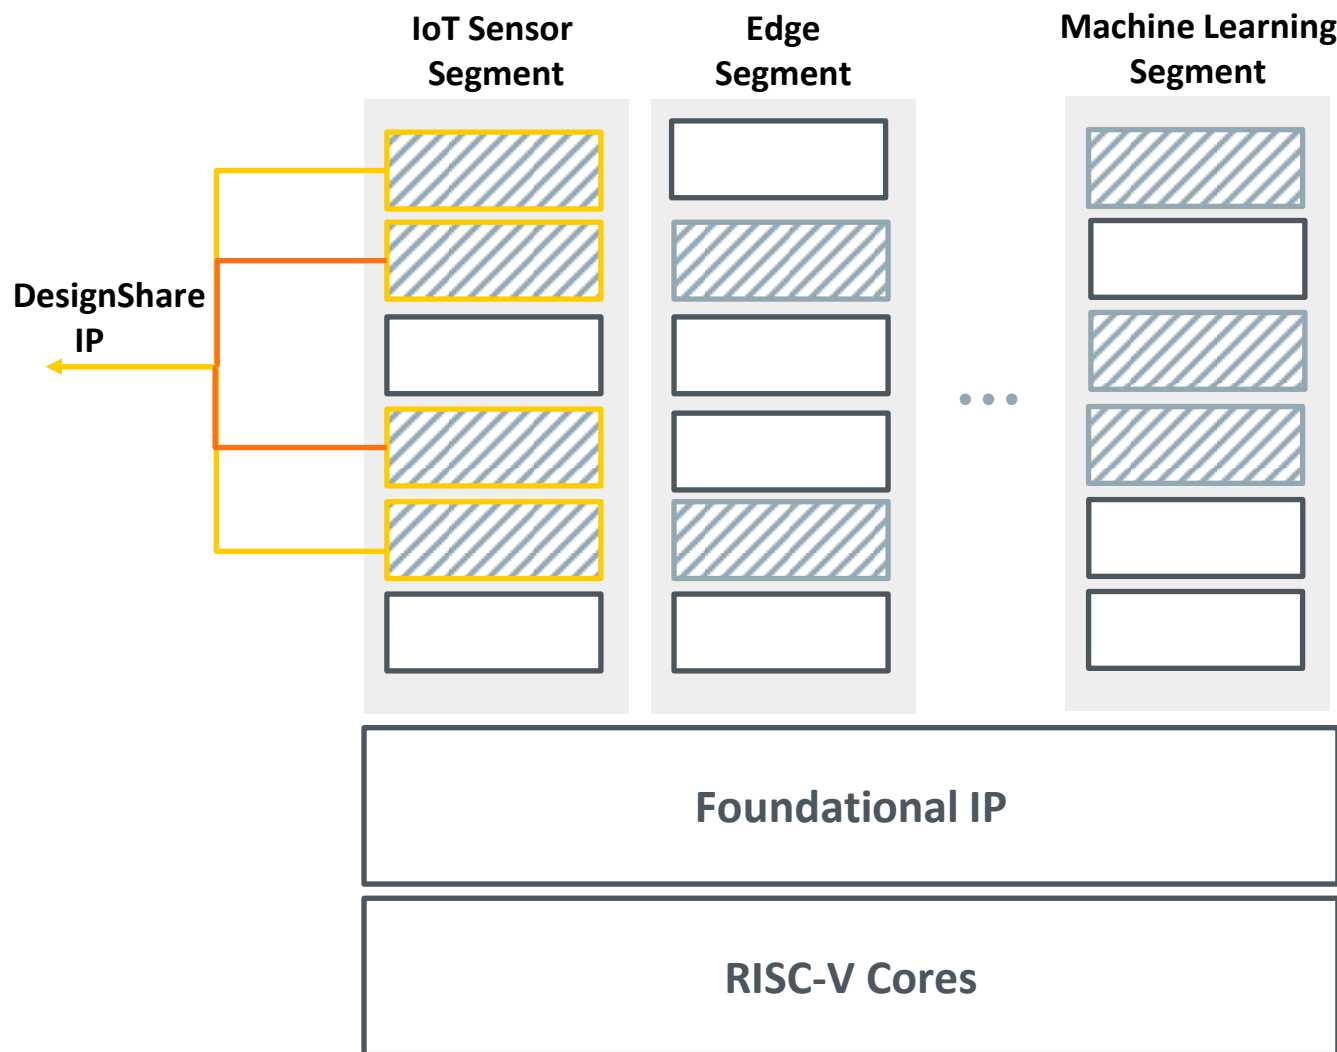 IoT Sensor
Segment
Edge
Segment
Machine Learning
Segment
DesignShare
IP
Foundational IP
RISC-V Cores